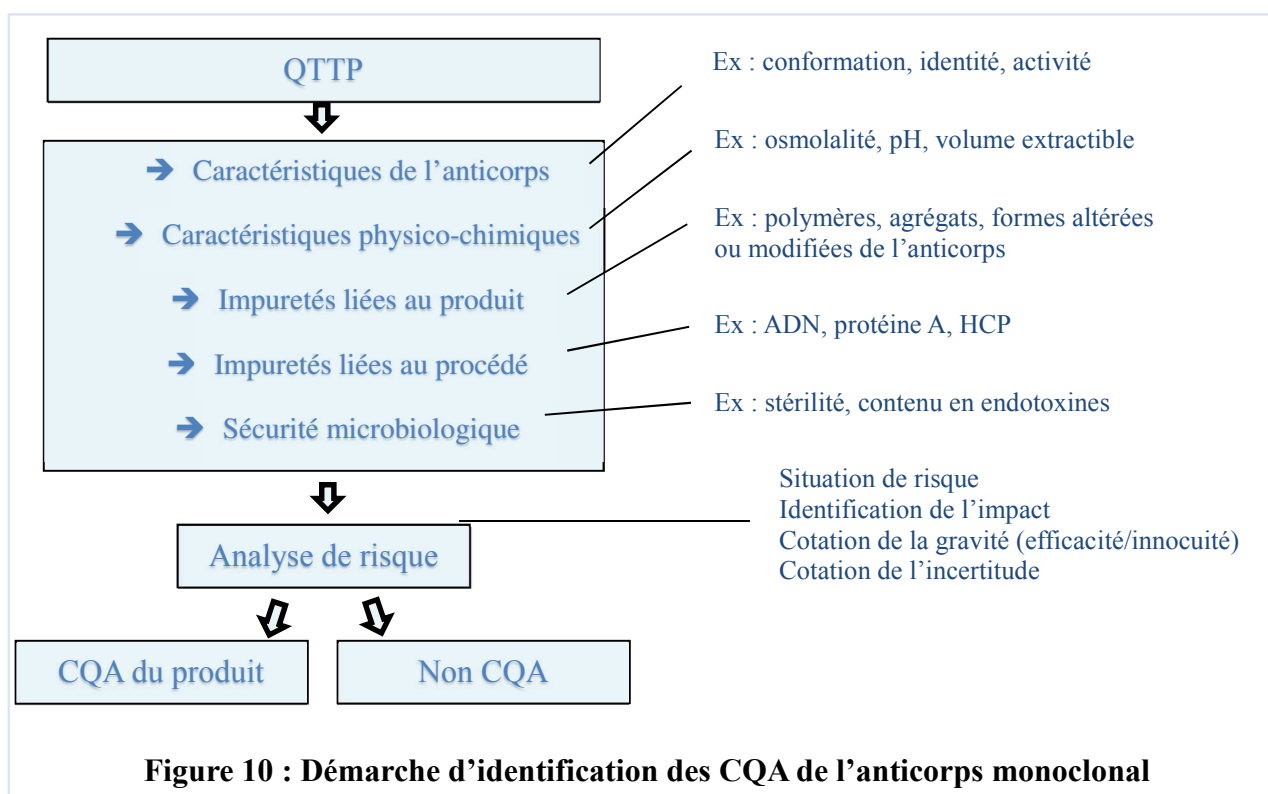 QTTP
➔ Caractéristiques de l’anticorps
➔ Caractéristiques physico-chimiques
➔ Impuretés liées au produit
➔ Impuretés liées au procédé
➔ Sécurité microbiologique
Ex : conformation, identité, activité
Ex : osmolalité, pH, volume extractible
Ex : polymères, agrégats, formes altérées
ou modifiées de l’anticorps
Ex : ADN, protéine A, HCP
Ex : stérilité, contenu en endotoxines
Analyse de risque
Situation de risque
Identification de l’impact
Cotation de la gravité (efficacité/innocuité)
Cotation de l’incertitude
CQA du produit
Non CQA
Figure 10 : Démarche d’identification des CQA de l’anticorps monoclonal